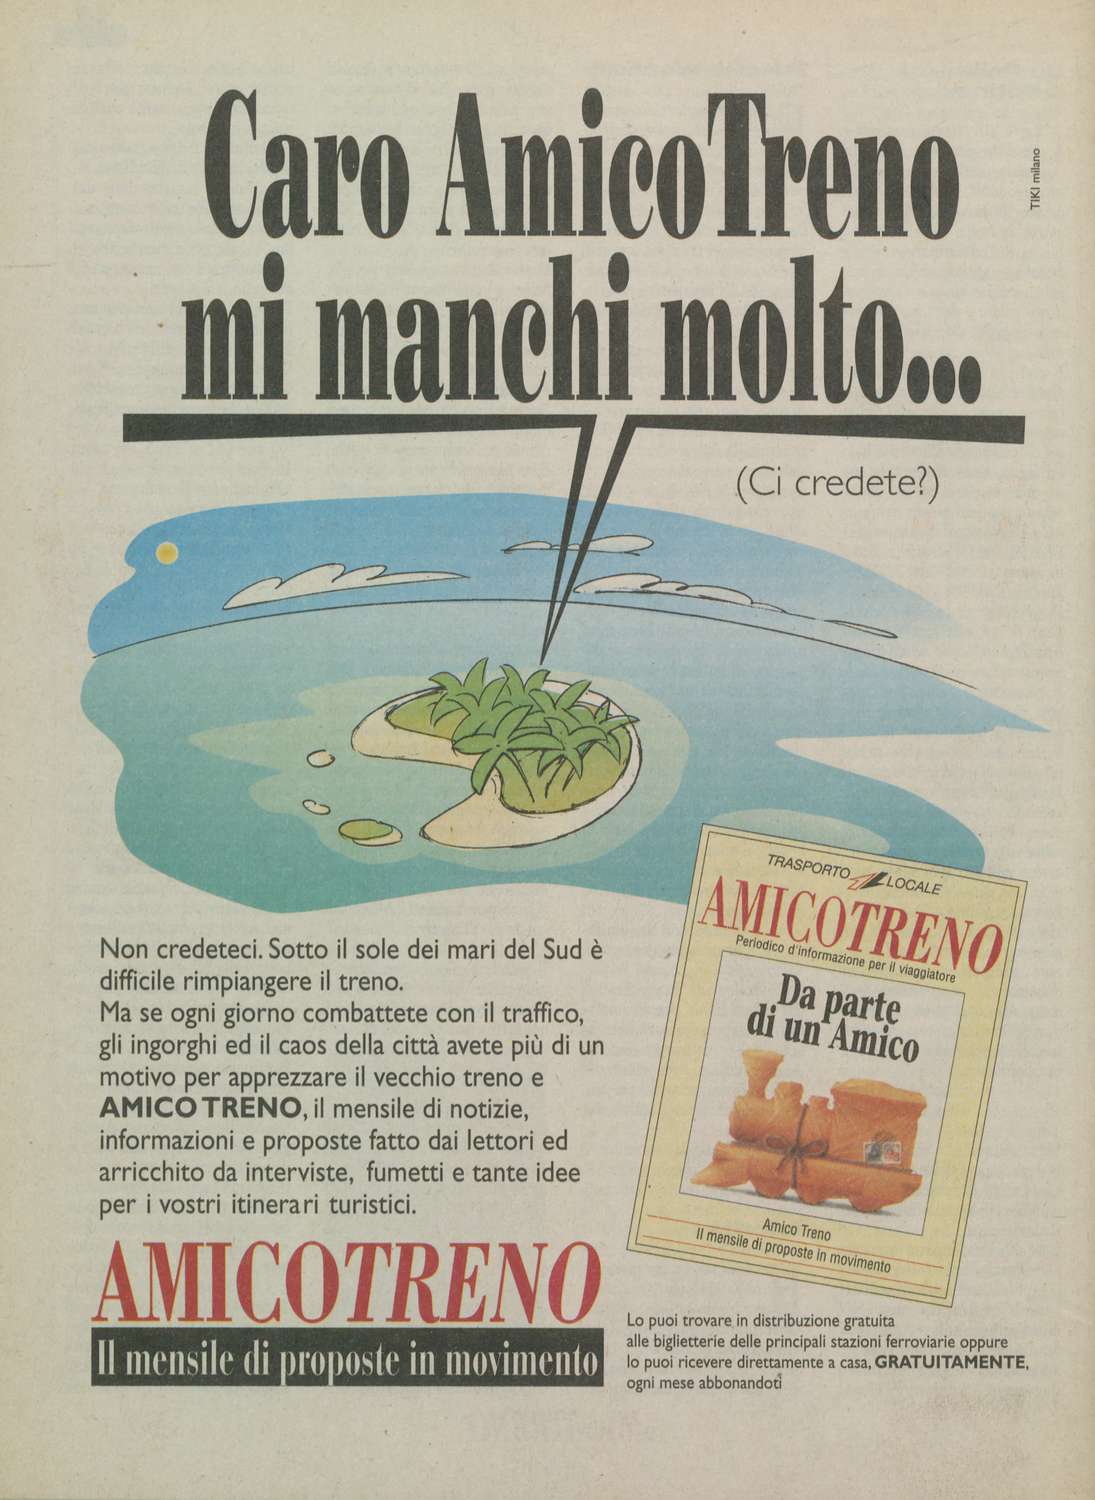 Caro AmicoTreno
mi manchi molto...
TIKI milano
(Ci credete?)
Non credeteci. Sotto il sole dei mari del Sud è
difficile rimpiangere il treno.
Ma se ogni giorno combattete con il traffico,
gli ingorghi ed il caos della città avete più di un
motivo per apprezzare il vecchio treno e
AMICO TRENO, il mensile di notizie,
informazioni e proposte fatto dai lettori ed
arricchito da interviste, fumetti e tante idee
per i vostri itinerari turistici.
AMICOTRENO
Il mensile di proposte in movimento
TRASPORTO LOCALE
AMICOTRENO
Periodico d'informazione per il viaggiatore
Da parte
di un Amico
Amico Treno
Il mensile di proposte in movimento
Lo puoi trovare in distribuzione gratuita
alle biglietterie delle principali stazioni ferroviarie oppure
lo puoi ricevere direttamente a casa, GRATUITAMENTE,
ogni mese abbonandoti